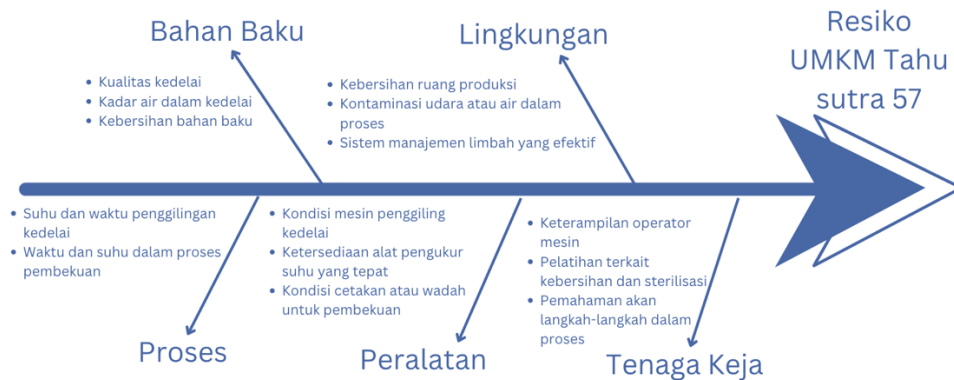 Bahan Baku
• Kualitas kedelai
• Kadar air dalam kedelai
• Kebersihan bahan baku
Lingkungan
• Kebersihan ruang produksi
• Kontaminasi udara atau air dalam
proses
• Sistem manajemen limbah yang efektif
Resiko
UMKM Tahu
sutra 57
• Suhu dan waktu penggilingan
kedelai
• Waktu dan suhu dalam proses
pembekuan
Proses
• Kondisi mesin penggiling
kedelai
• Ketersediaan alat pengukur
suhu yang tepat
• Kondisi cetakan atau wadah
untuk pembekuan
Peralatan
• Keterampilan operator
mesin
• Pelatihan terkait
kebersihan dan sterilisasi
• Pemahaman akan
langkah-langkah dalam
proses
Tenaga Keja